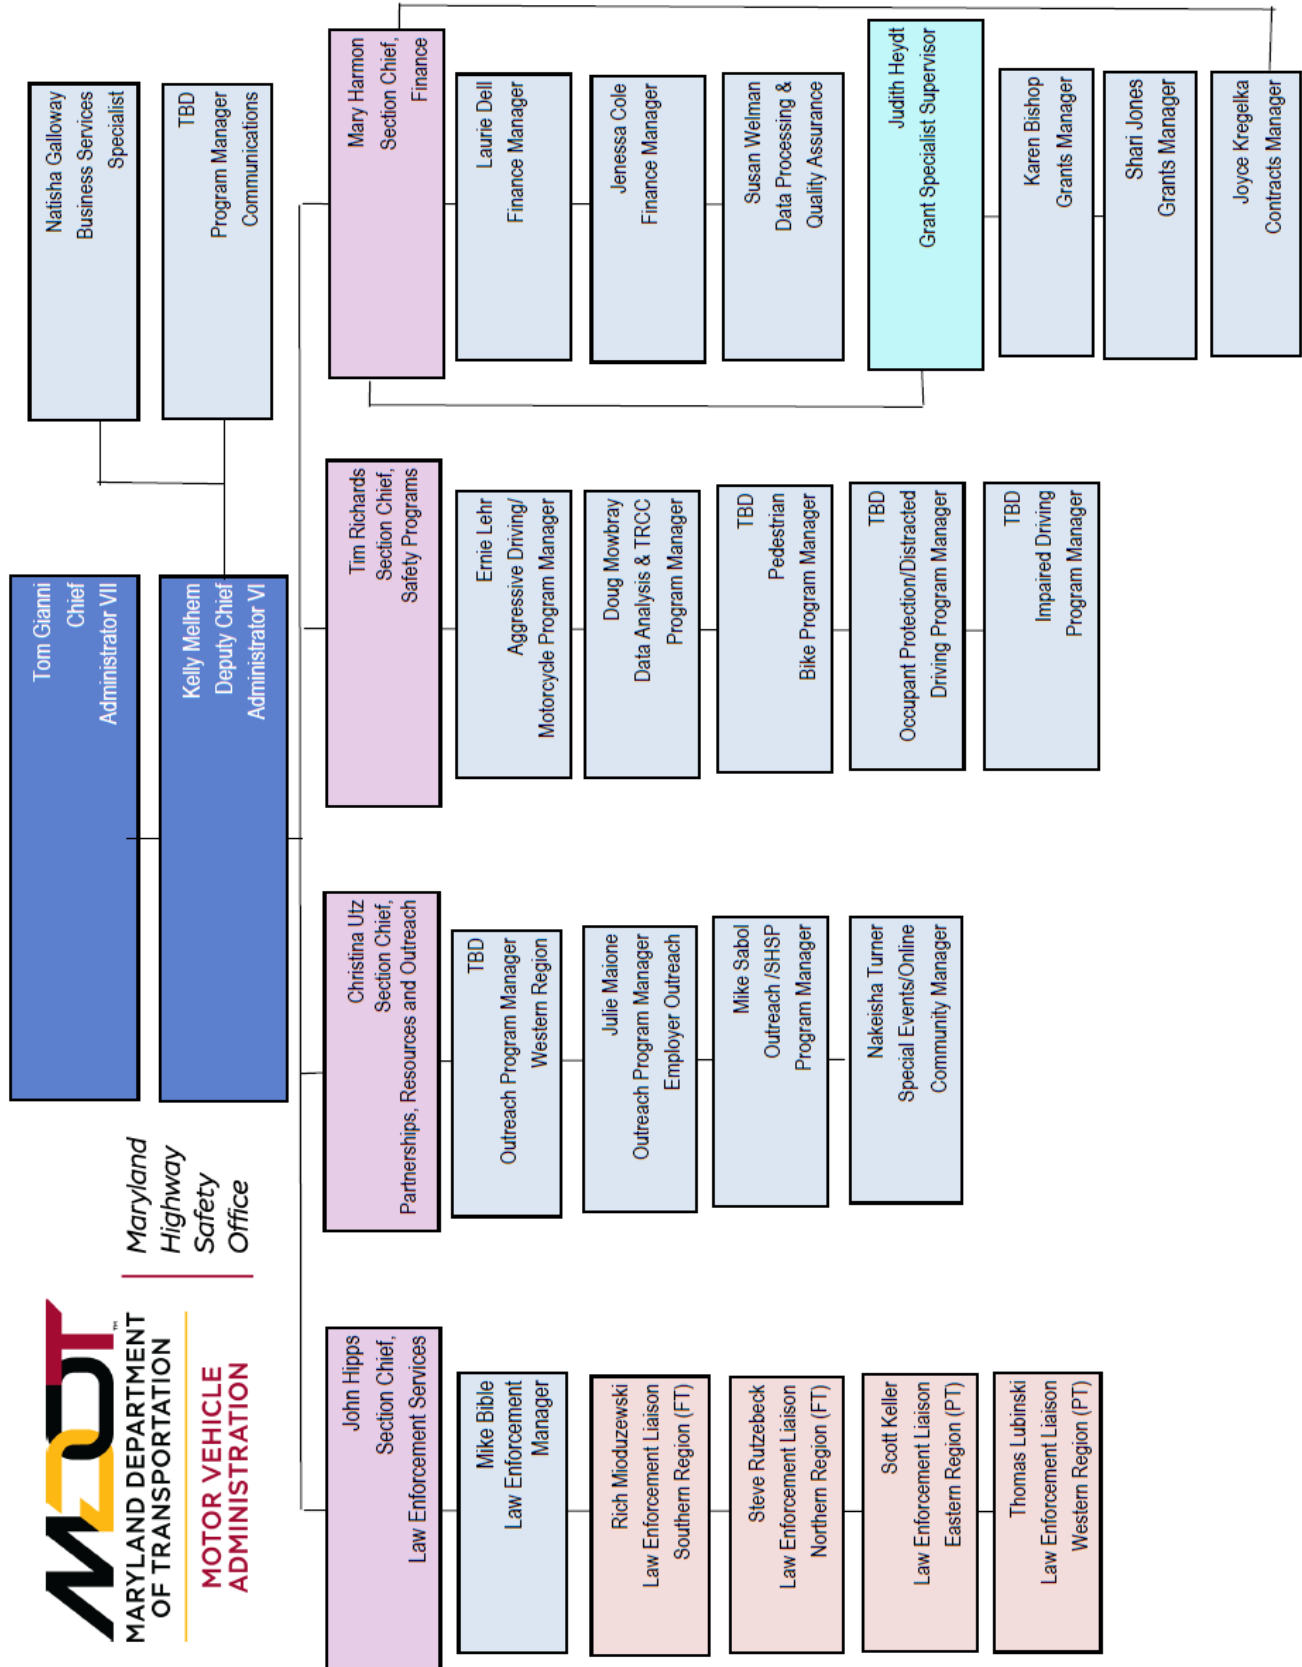 MDOT™
MARYLAND DEPARTMENT
OF TRANSPORTATION
MOTOR VEHICLE
ADMINISTRATION
Maryland
Highway
Safety
Office
Tom Gianni
Chief
Administrator VII
Kelly Melhem
Deputy Chief
Administrator VI
Natisha Galloway
Business Services
Specialist
TBD
Program Manager
Communications
John Hipps
Section Chief,
Law Enforcement Services
Mike Bible
Law Enforcement
Manager
Rich Mioduzewski
Law Enforcement Liaison
Southern Region (FT)
Steve Rutzebeck
Law Enforcement Liaison
Northern Region (FT)
Scott Keller
Law Enforcement Liaison
Eastern Region (PT)
Thomas Lubinski
Law Enforcement Liaison
Western Region (PT)
Christina Utz
Section Chief,
Partnerships, Resources and Outreach
TBD
Outreach Program Manager
Western Region
Julie Maione
Outreach Program Manager
Employer Outreach
Mike Sabol
Outreach /SHSP
Program Manager
Nakeisha Turner
Special Events/Online
Community Manager
Tim Richards
Section Chief,
Safety Programs
Ernie Lehr
Aggressive Driving/
Motorcycle Program Manager
Doug Mowbray
Data Analysis & TRCC
Program Manager
TBD
Pedestrian
Bike Program Manager
TBD
Occupant Protection/Distracted
Driving Program Manager
TBD
Impaired Driving
Program Manager
Mary Harmon
Section Chief,
Finance
Laurie Dell
Finance Manager
Jenessa Cole
Finance Manager
Susan Welman
Data Processing &
Quality Assurance
Judith Heydt
Grant Specialist Supervisor
Karen Bishop
Grants Manager
Shari Jones
Grants Manager
Joyce Kregelka
Contracts Manager